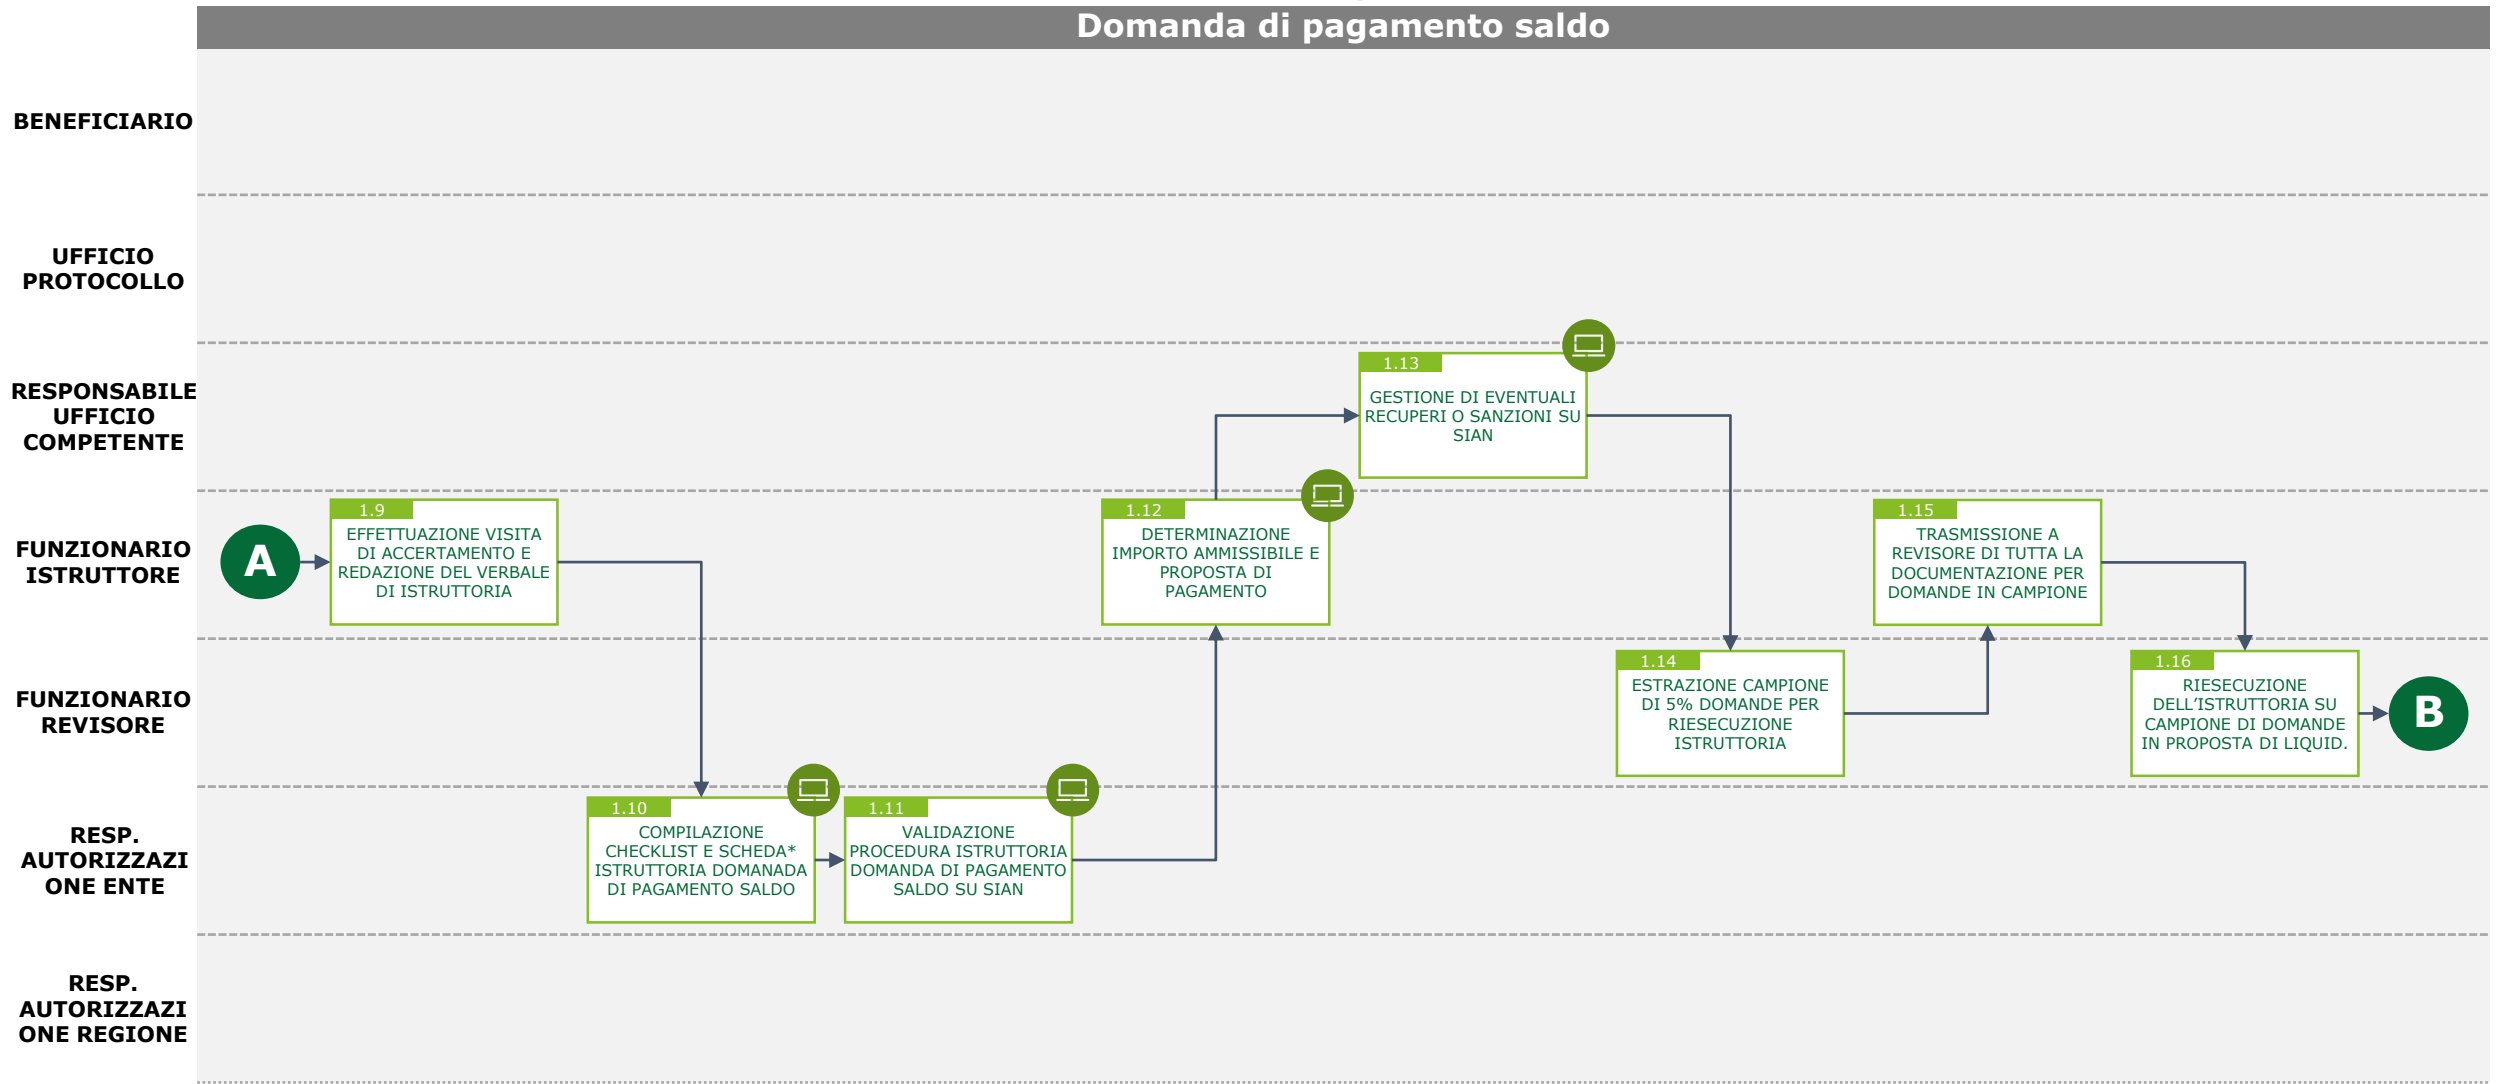 Domanda di pagamento saldo
BENEFICIARIO
UFFICIO
PROTOCOLLO
RESPONSABILE
UFFICIO
COMPETENTE
1.13
GESTIONE DI EVENTUALI
RECUPERI O SANZIONI SU
SIAN
FUNZIONARIO
ISTRUTTORE
A
1.9
EFFETTUAZIONE VISITA
DI ACCERTAMENTO E
REDAZIONE DEL VERBALE
DI ISTRUTTORIA
1.12
DETERMINAZIONE
IMPORTO AMMISSIBILE E
PROPOSTA DI
PAGAMENTO
1.15
TRASMISSIONE A
REVISORE DI TUTTA LA
DOCUMENTAZIONE PER
DOMANDE IN CAMPIONE
FUNZIONARIO
REVISORE
1.14
ESTRAZIONE CAMPIONE
DI 5% DOMANDE PER
RIESECUZIONE
ISTRUTTORIA
1.16
RIESECUZIONE
DELL'ISTRUTTORIA SU
CAMPIONE DI DOMANDE
IN PROPOSTA DI LIQUID.
B
RESP.
AUTORIZZAZI
ONE ENTE
1.10
COMPILAZIONE
CHECKLIST E SCHEDA*
ISTRUTTORIA DOMANADA
DI PAGAMENTO SALDO
1.11
VALIDAZIONE
PROCEDURA ISTRUTTORIA
DOMANDA DI PAGAMENTO
SALDO SU SIAN
RESP.
AUTORIZZAZI
ONE REGIONE